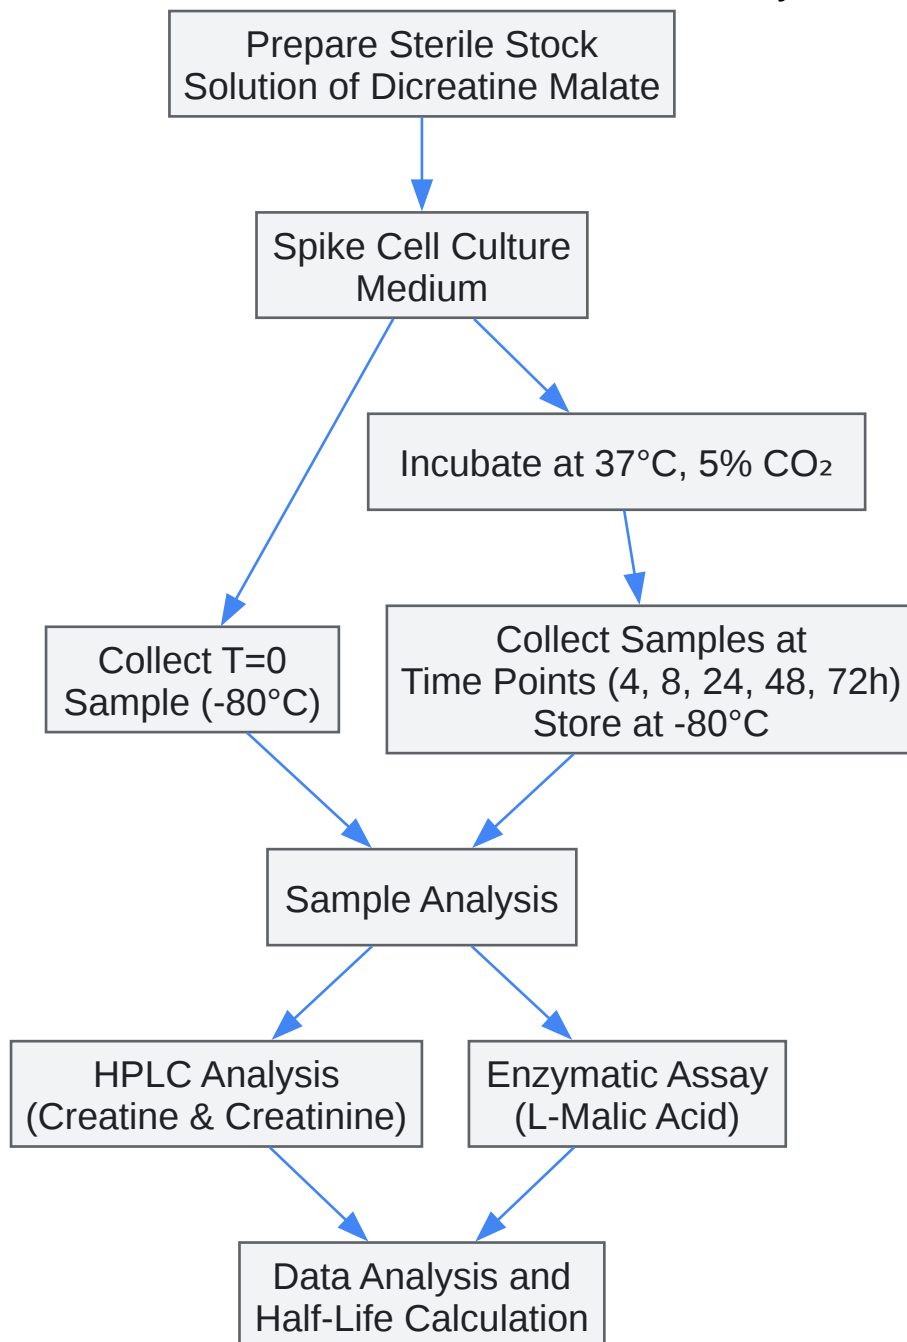 Prepare Sterile Stock
Solution of Dicreatine Malate
Spike Cell Culture
Medium
Incubate at 37°C, 5% CO₂
Collect T=0
Sample (-80°C)
Collect Samples at
Time Points (4, 8, 24, 48, 72h)
Store at -80°C
Sample Analysis
HPLC Analysis
(Creatine & Creatinine)
Enzymatic Assay
(L-Malic Acid)
Data Analysis and
Half-Life Calculation